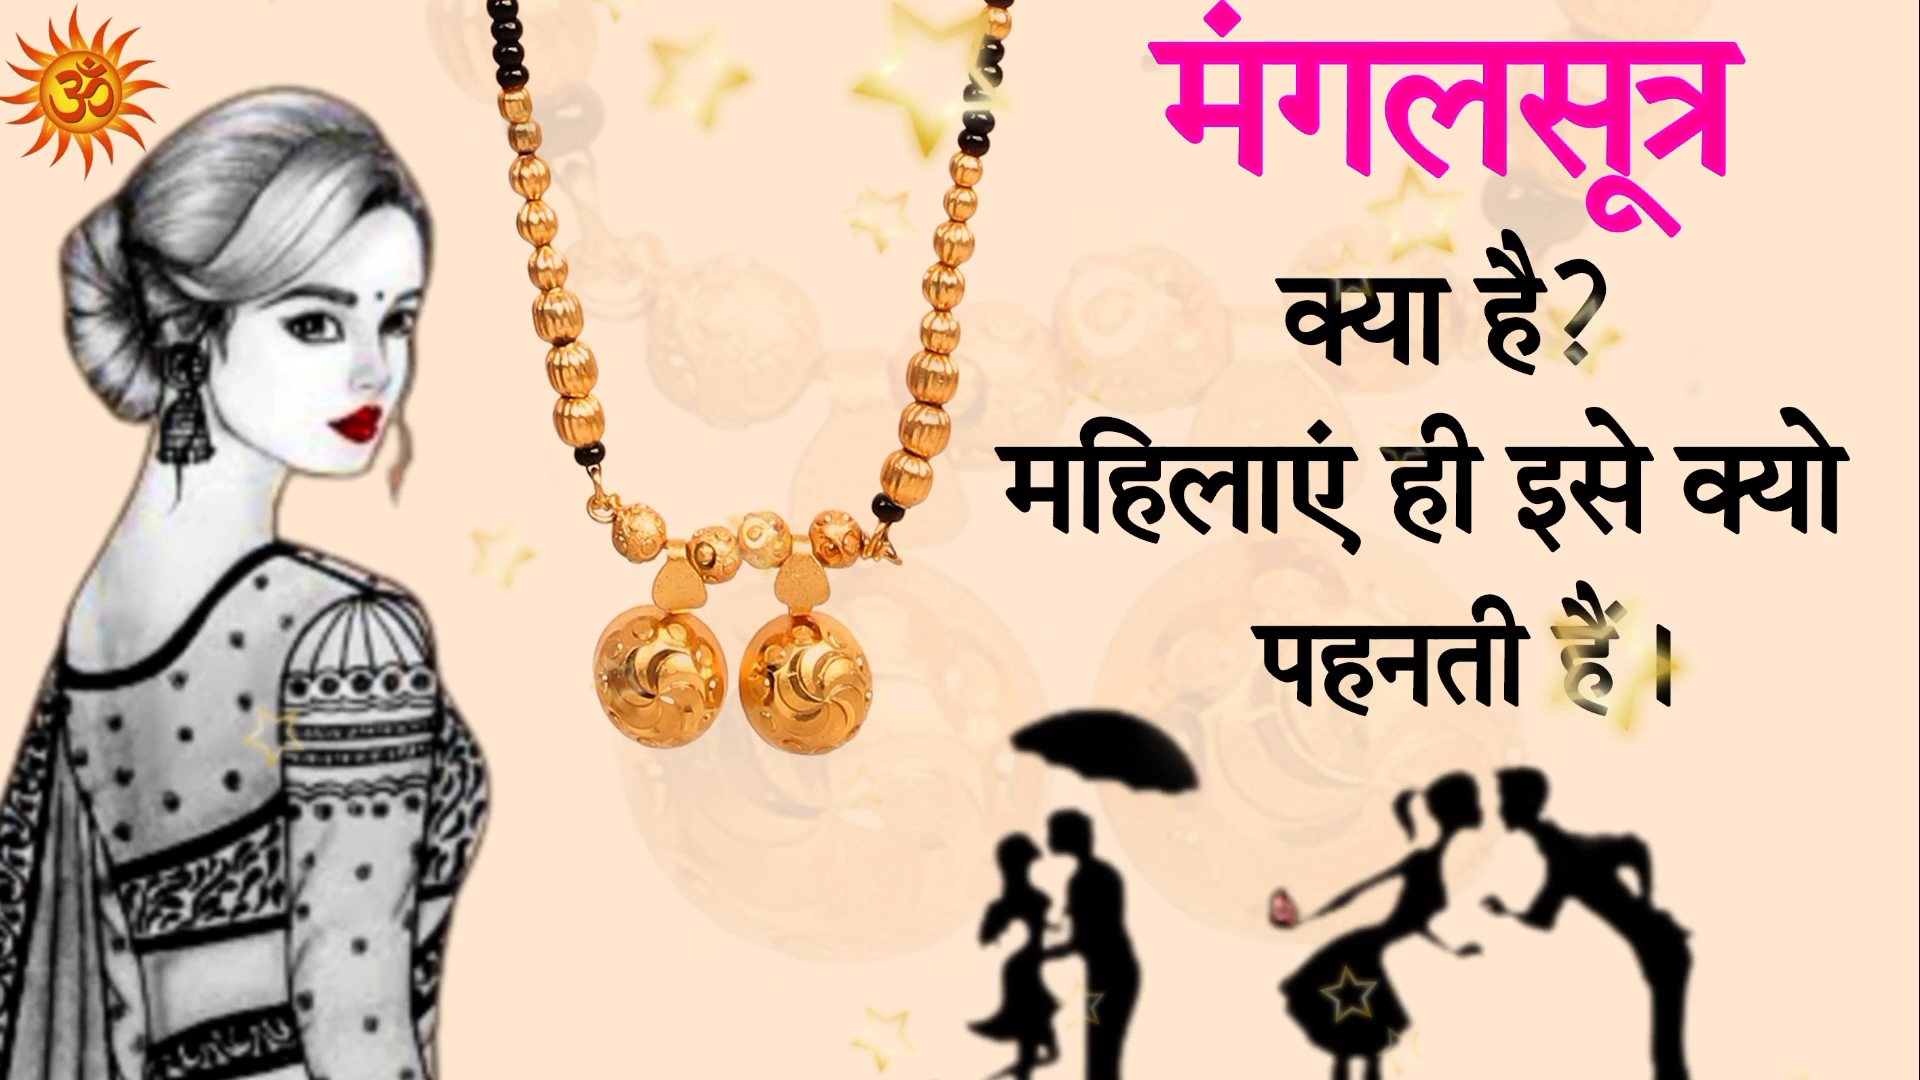 ॐ
मंगलसूत्र
क्या है?
महिलाएं ही इसे क्यो
पहनती हैं ।